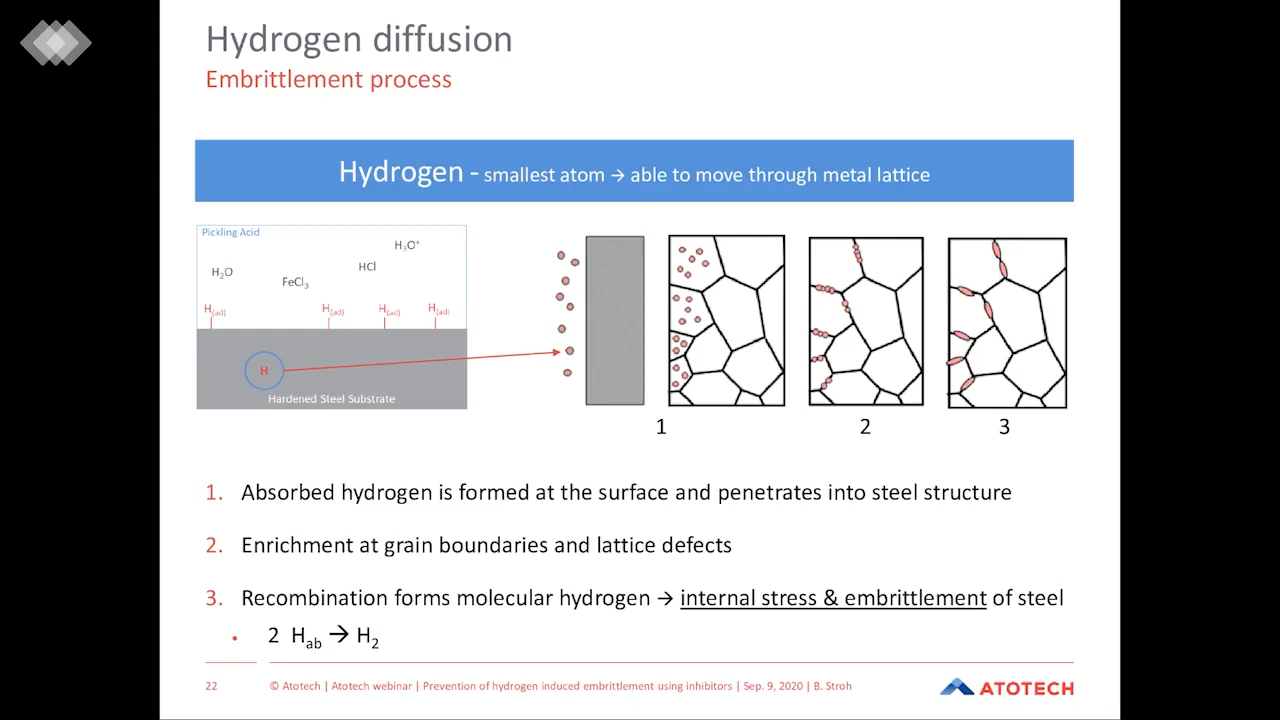 Hydrogen diffusion
Embrittlement process
Hydrogen - smallest atom → able to move through metal lattice
Pickling Acid
H₃O⁺
HCl
H₂O
FeCl₃
H(ad) H(ad) H(ad) H(ad)
H
Hardened Steel Substrate
1 2 3
1. Absorbed hydrogen is formed at the surface and penetrates into steel structure
2. Enrichment at grain boundaries and lattice defects
3. Recombination forms molecular hydrogen → internal stress & embrittlement of steel
• 2 Hab → H₂
22 © Atotech | Atotech webinar | Prevention of hydrogen induced embrittlement using inhibitors | Sep. 9, 2020 | B. Stroh
ATOTECH